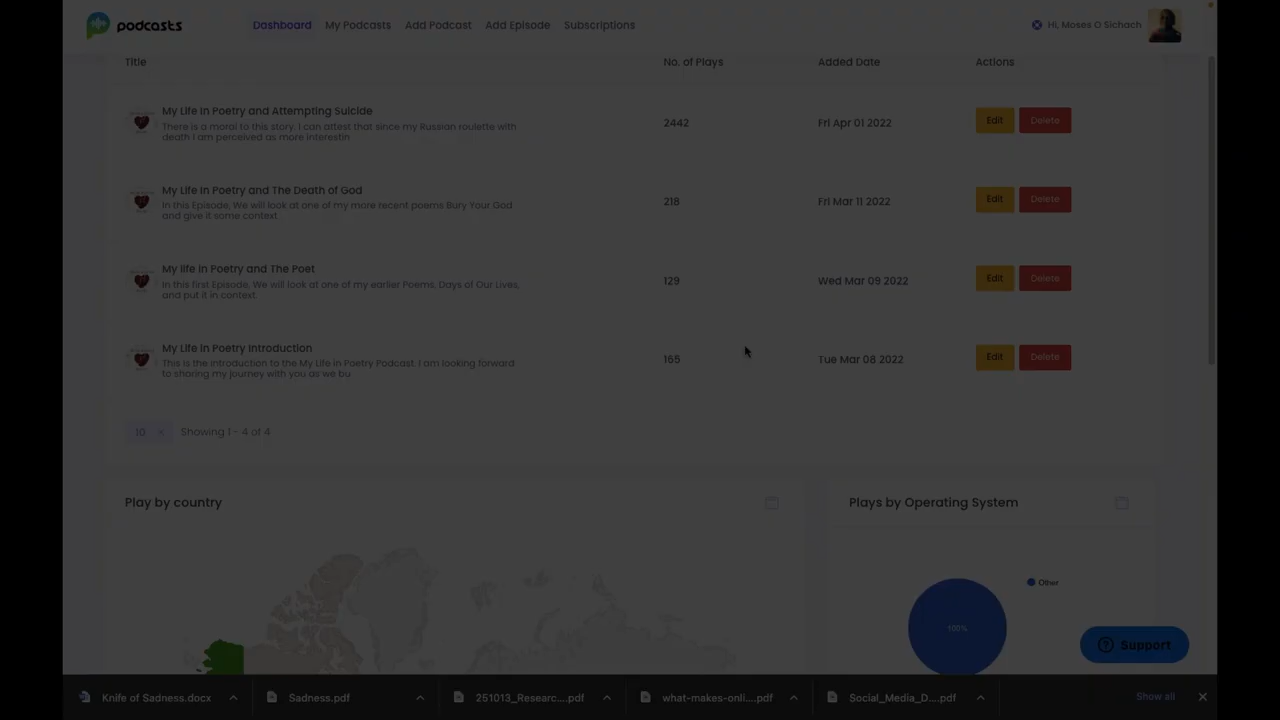 podcasts Dashboard My Podcasts Add Podcast Add Episode Subscriptions Hi, Moses O Sichach
Title No. of Plays Added Date Actions
My Life in Poetry and Attempting Suicide
There is a moral to this story. I can attest that since my Russian roulette with
death I am perceived as more interestin
2442 Fri Apr 01 2022 Edit Delete
My Life in Poetry and The Death of God
In this Episode, We will look at one of my more recent poems Bury Your God
and give it some context
218 Fri Mar 11 2022 Edit Delete
My life in Poetry and The Poet
In this first Episode, We will look at one of my earlier Poems, Days of Our Lives,
and put it in context
129 Wed Mar 09 2022 Edit Delete
My Life in Poetry Introduction
This is the introduction to the My Life in Poetry Podcast. I am looking forward
to sharing my journey with you as we bu
165 Tue Mar 08 2022 Edit Delete
10 Showing 1 - 4 of 4
Play by country Plays by Operating System
Other
100%
Support
Knife of Sadness.docx Sadness.pdf 251013_Researc....pdf what-makes-onli....pdf Social_Media_D....pdf Show all